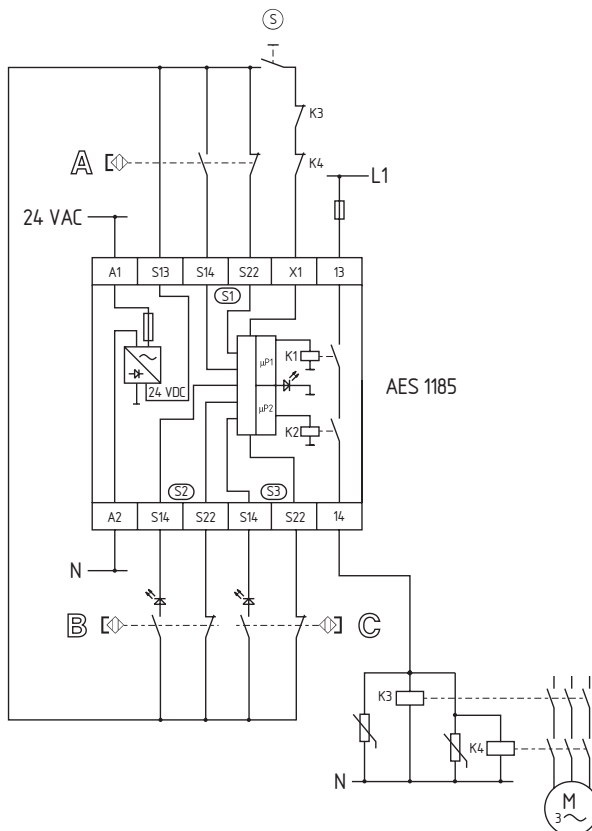 S
K3
A
K4
L1
24 VAC
A1 S13 S14 S22 X1 13
S1
µP1
K1
24 VDC
AES 1185
µP2
K2
S2 S3
A2 S14 S22 S14 S22 14
N
B C
K3
K4
N
M
3~